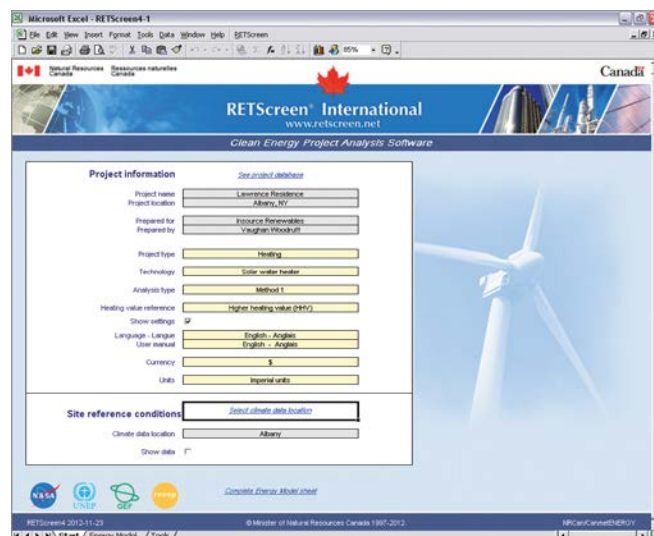 Microsoft Excel - RETScreen4-1
File Edit View Insert Format Tools Data Window Help RETScreen
85%
Natural Resources Canada Ressources naturelles Canada
Canada
RETScreen® International
www.retscreen.net
Clean Energy Project Analysis Software
Project information See project database
Project name Lawrence Residence
Project location Albany, NY
Prepared for Insource Renewables
Prepared by Vaughan Woodruff
Project type Heating
Technology Solar water heater
Analysis type Method 1
Heating value reference Higher heating value (HHV)
Show settings
Language - Langue English - Anglais
User manual English - Anglais
Currency $
Units Imperial units
Site reference conditions Select climate data location
Climate data location Albany
Show data
NASA
UNEP
GEF
reeep
Complete Energy Model sheet
RETScreen4 2012-11-23 © Minister of Natural Resources Canada 1997-2012. NRCan/CanmetENERGY
Start / Energy Model / Tools /